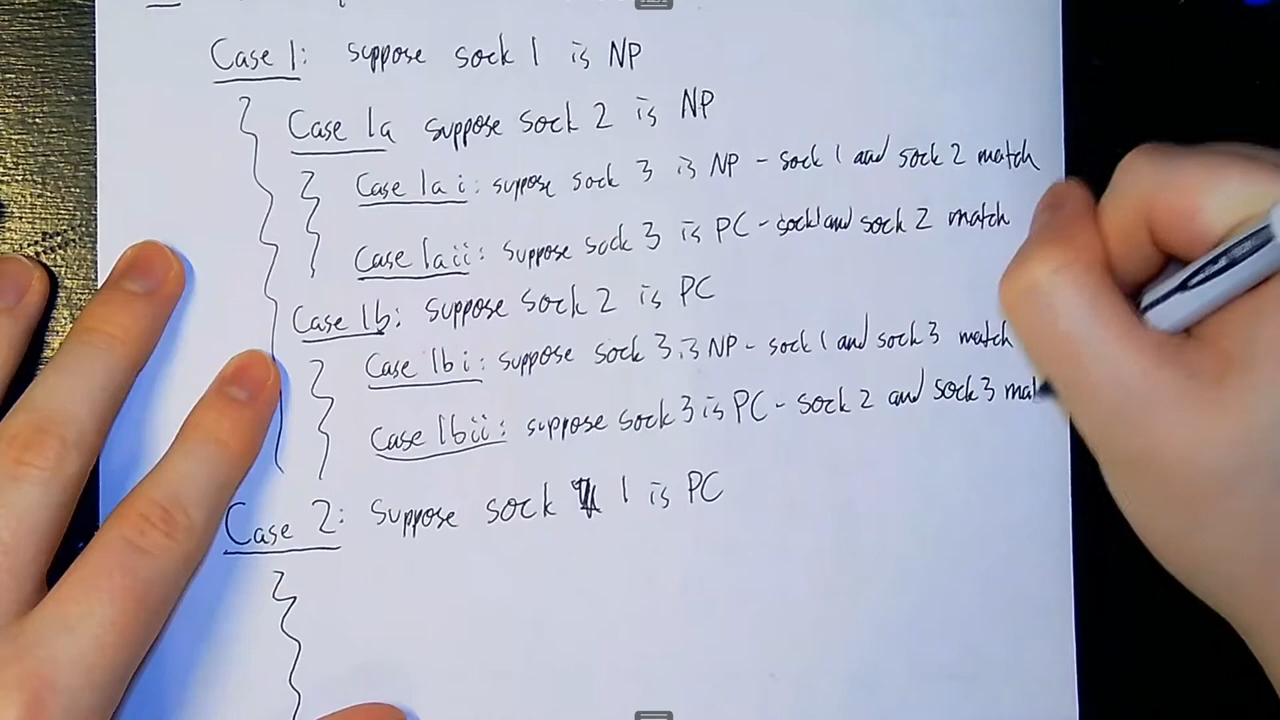 Case 1: suppose sock 1 is NP
Case 1a suppose sock 2 is NP
Case 1a i: suppose sock 3 is NP - sock 1 and sock 2 match
Case 1a ii: suppose sock 3 is PC - sock 1 and sock 2 match
Case 1b: suppose sock 2 is PC
Case 1b i: suppose sock 3 is NP - sock 1 and sock 3 match
Case 1b ii: suppose sock 3 is PC - sock 2 and sock 3 mat
Case 2: suppose sock 1 is PC